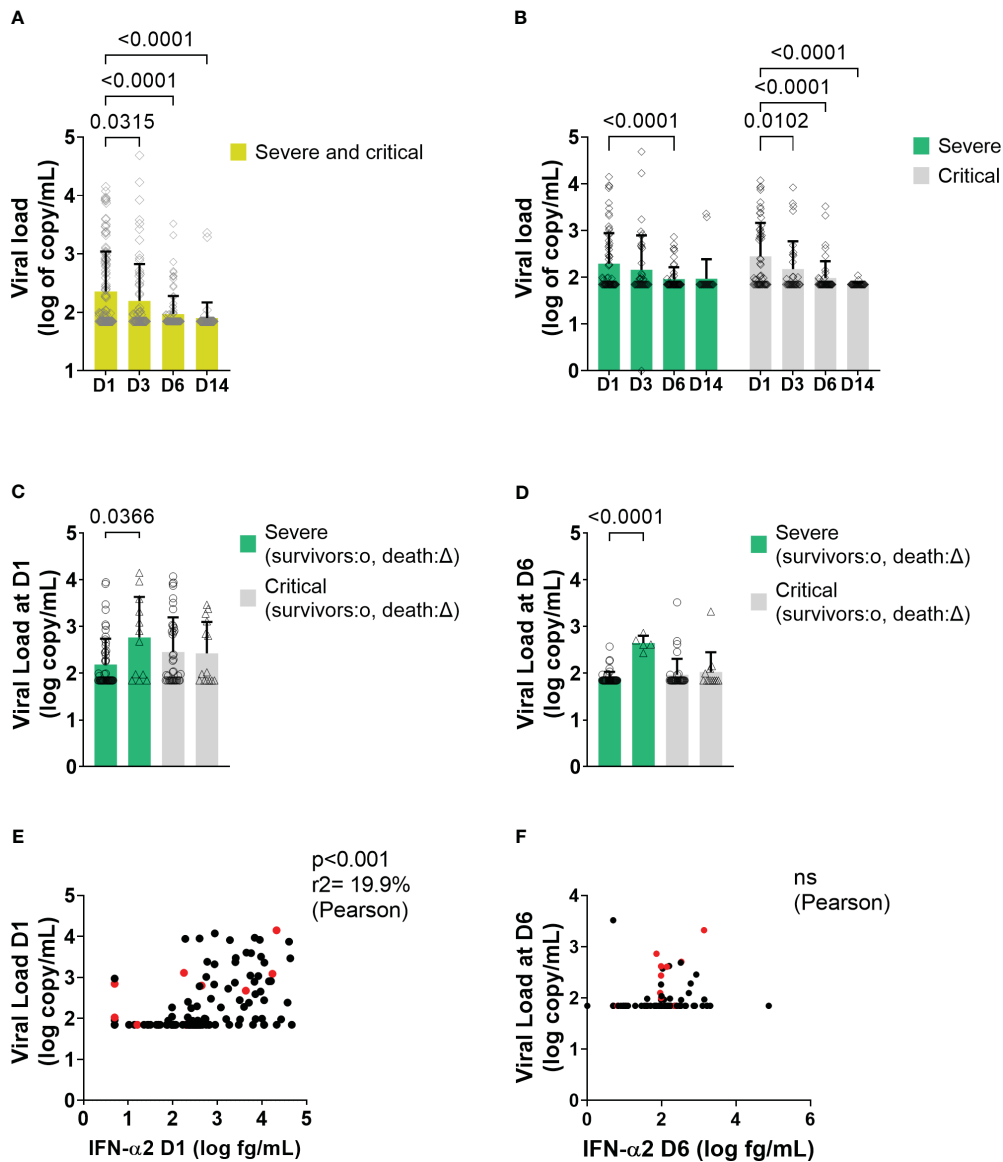 A
<0.0001
<0.0001
0.0315
5
4
3
2
1
Viral load
(log of copy/mL)
D1 D3 D6 D14
Severe and critical
B
<0.0001
<0.0001
<0.0001
0.0102
5
4
3
2
1
0
Viral load
(log of copy/mL)
D1 D3 D6 D14 D1 D3 D6 D14
Severe
Critical
C
0.0366
5
4
3
2
1
0
Viral Load at D1
(log copy/mL)
Severe
(survivors:o, death:Δ)
Critical
(survivors:o, death:Δ)
D
<0.0001
5
4
3
2
1
0
Viral Load at D6
(log copy/mL)
Severe
(survivors:o, death:Δ)
Critical
(survivors:o, death:Δ)
E
p<0.001
r2= 19.9%
(Pearson)
5
4
3
2
1
0
Viral Load D1
(log copy/mL)
0 1 2 3 4 5
IFN-α2 D1 (log fg/mL)
F
ns
(Pearson)
4
3
2
1
0
Viral Load at D6
(log copy/mL)
0 2 4 6
IFN-α2 D6 (log fg/mL)